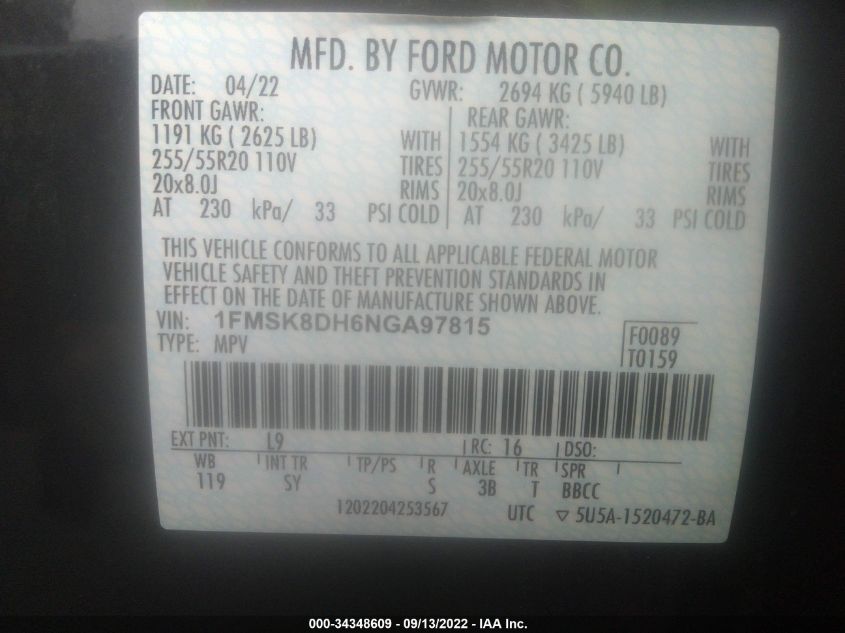 MFD. BY FORD MOTOR CO.
DATE: 04/22 GVWR: 2694 KG ( 5940 LB)
FRONT GAWR: REAR GAWR:
1191 KG ( 2625 LB) WITH 1554 KG ( 3425 LB) WITH
255/55R20 110V TIRES 255/55R20 110V TIRES
20x8.0J RIMS 20x8.0J RIMS
AT 230 kPa/ 33 PSI COLD AT 230 kPa/ 33 PSI COLD
THIS VEHICLE CONFORMS TO ALL APPLICABLE FEDERAL MOTOR
VEHICLE SAFETY AND THEFT PREVENTION STANDARDS IN
EFFECT ON THE DATE OF MANUFACTURE SHOWN ABOVE.
VIN: 1FMSK8DH6NGA97815 F0089
TYPE: MPV T0159
EXT PNT: L9 RC: 16 DSO:
WB INT TR TP/PS R AXLE TR SPR
119 SY S 3B T BBCC
1202204253567 UTC ▽ 5U5A-1520472-BA
000-34348609 - 09/13/2022 - IAA Inc.